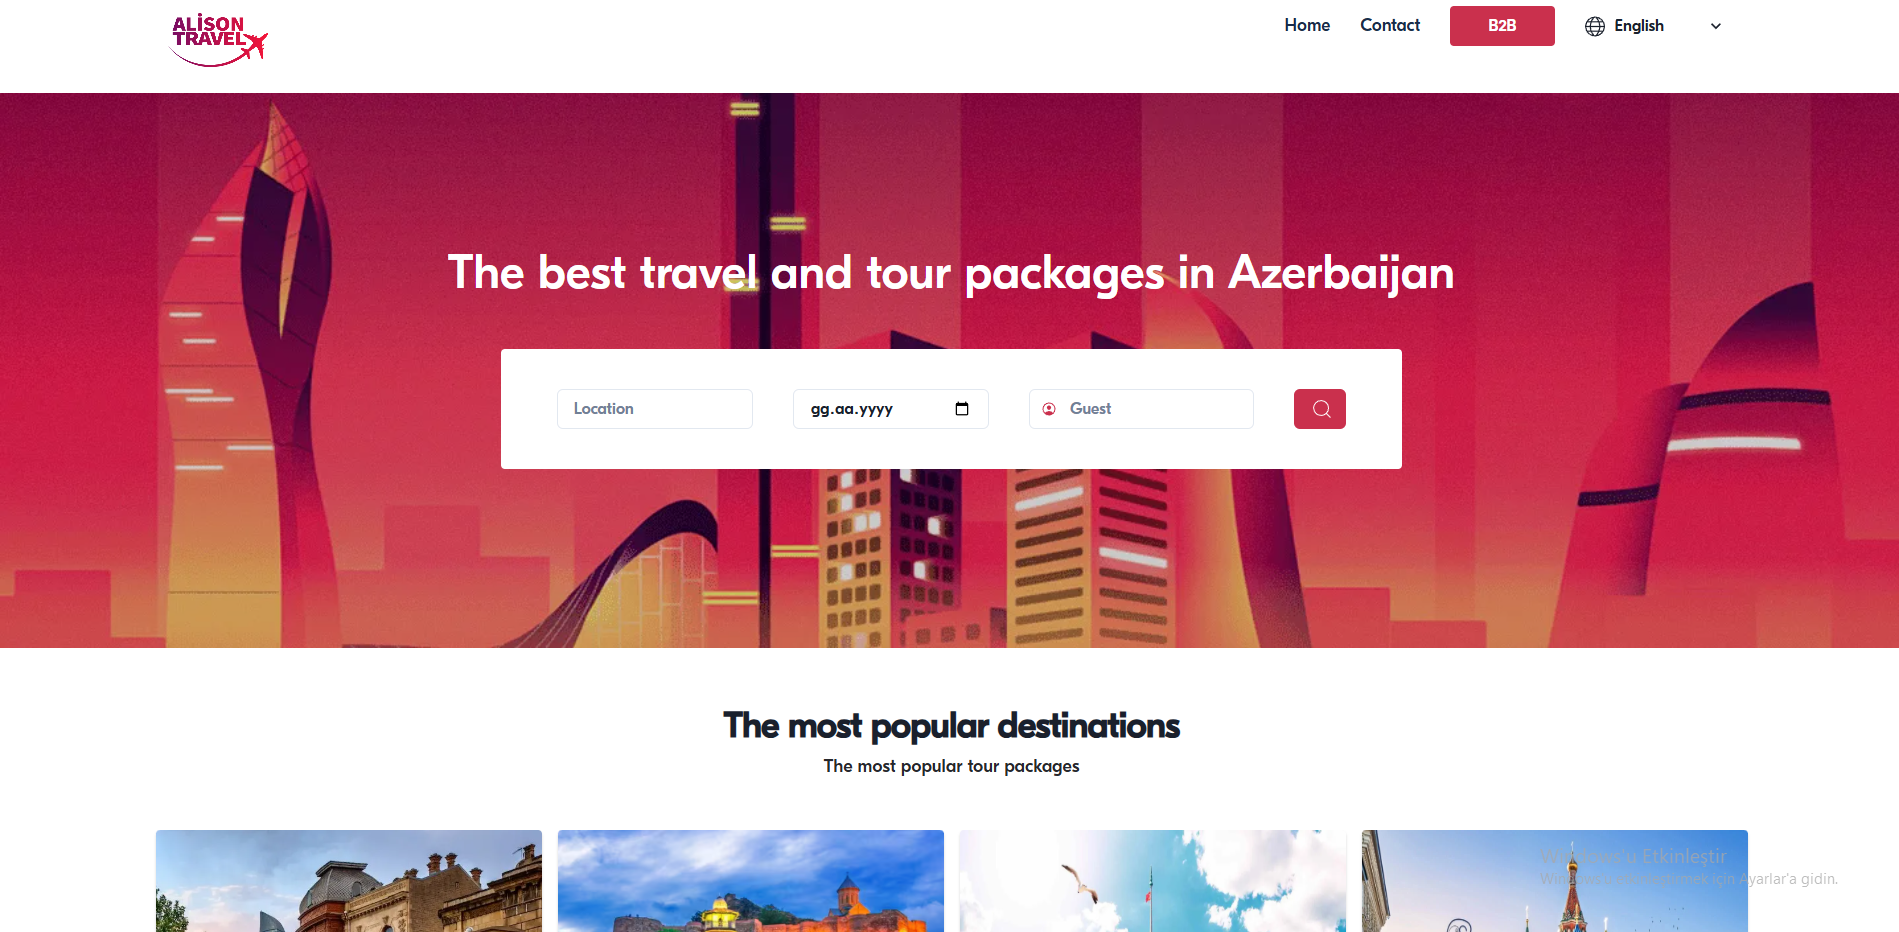 ALİSON
TRAVEL
Home
Contact
B2B
English
The best travel and tour packages in Azerbaijan
Location
gg.aa.yyyy
Guest
The most popular destinations
The most popular tour packages
Windows'u Etkinleştir
Windows'u etkinleştirmek için Ayarlar'a gidin.